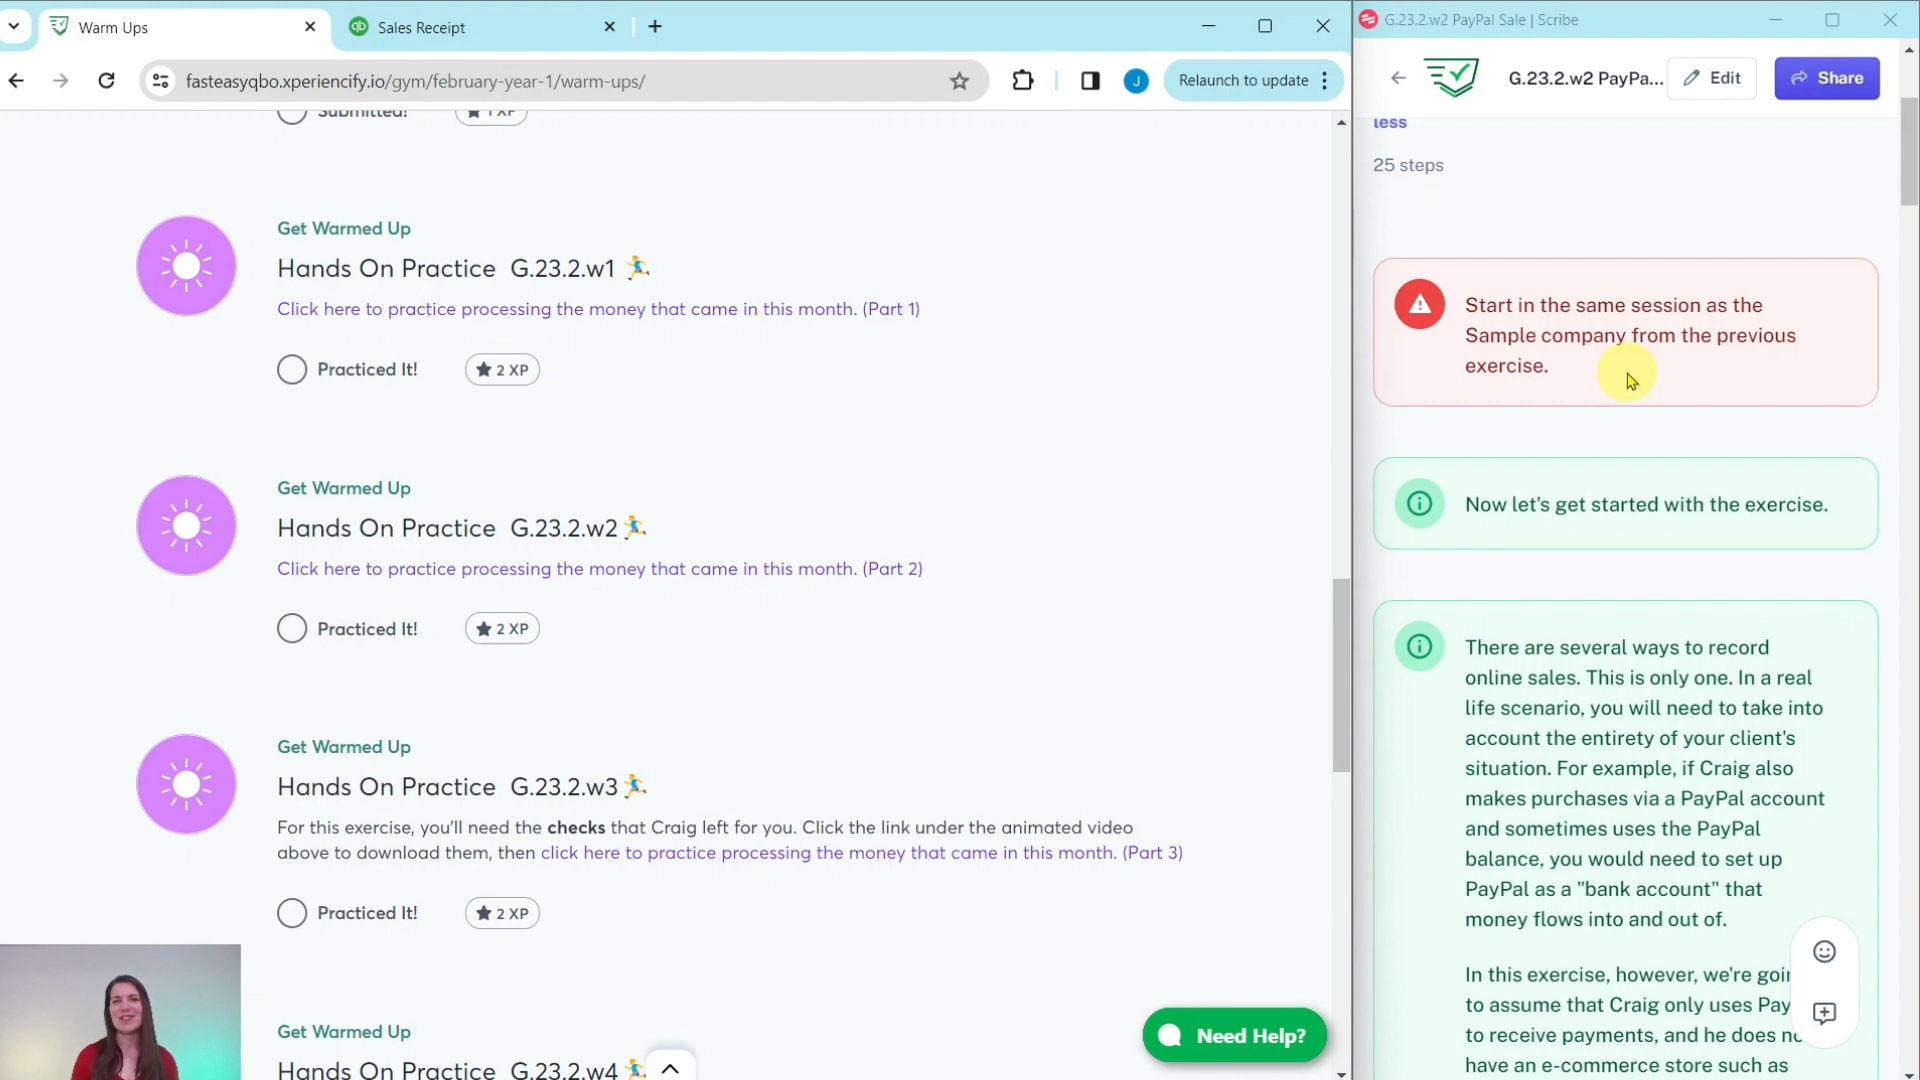 Warm Ups
Sales Receipt
G.23.2.w2 PayPal Sale | Scribe
fasteasyqbo.xperiencify.io/gym/february-year-1/warm-ups/
J
Relaunch to update
G.23.2.w2 PayPa...
Edit
Share
Submitted!
1 XP
less
25 steps
Get Warmed Up
Hands On Practice G.23.2.w1
Click here to practice processing the money that came in this month. (Part 1)
Practiced It!
2 XP
Get Warmed Up
Hands On Practice G.23.2.w2
Click here to practice processing the money that came in this month. (Part 2)
Practiced It!
2 XP
Get Warmed Up
Hands On Practice G.23.2.w3
For this exercise, you'll need the checks that Craig left for you. Click the link under the animated video
above to download them, then click here to practice processing the money that came in this month. (Part 3)
Practiced It!
2 XP
Get Warmed Up
Hands On Practice G.23.2.w4
Need Help?
Start in the same session as the
Sample company from the previous
exercise.
Now let's get started with the exercise.
There are several ways to record
online sales. This is only one. In a real
life scenario, you will need to take into
account the entirety of your client's
situation. For example, if Craig also
makes purchases via a PayPal account
and sometimes uses the PayPal
balance, you would need to set up
PayPal as a "bank account" that
money flows into and out of.
In this exercise, however, we're goi
to assume that Craig only uses Pay
to receive payments, and he does no
have an e-commerce store such as